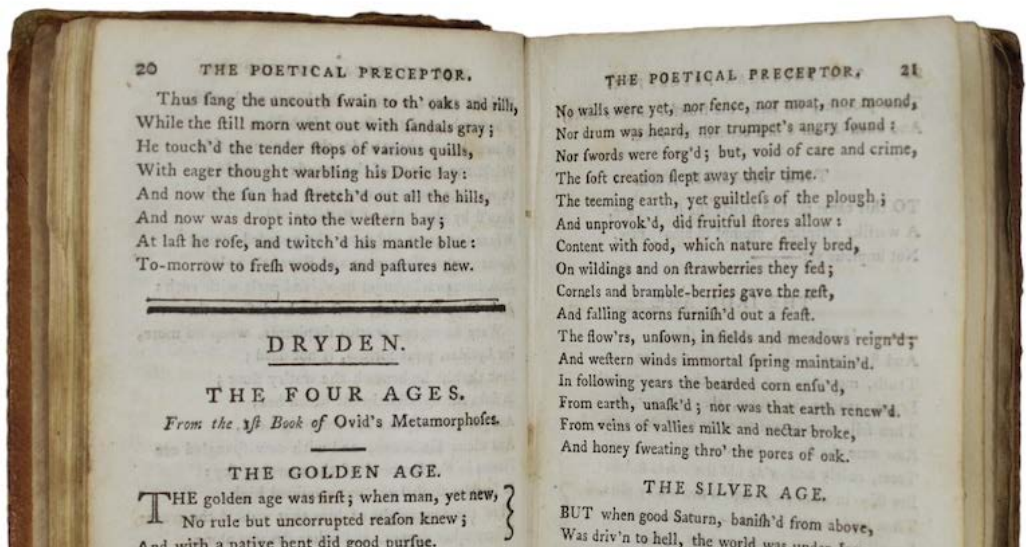 20 THE POETICAL PRECEPTOR.
Thus ſang the uncouth ſwain to th' oaks and rills,
While the ſtill morn went out with ſandals gray;
He touch'd the tender ſtops of various quills,
With eager thought warbling his Doric lay:
And now the ſun had ſtretch'd out all the hills,
And now was dropt into the weſtern bay;
At laſt he roſe, and twitch'd his mantle blue:
To-morrow to freſh woods, and paſtures new.
DRYDEN.
THE FOUR AGES.
From the 1ſt Book of Ovid's Metamorphoſes.
THE GOLDEN AGE.
THE golden age was firſt; when man, yet new,
No rule but uncorrupted reaſon knew;
And with a native bent did good purſue.
THE POETICAL PRECEPTOR. 21
No walls were yet, nor fence, nor moat, nor mound,
Nor drum was heard, nor trumpet's angry ſound:
Nor ſwords were forg'd; but, void of care and crime,
The ſoft creation ſlept away their time.
The teeming earth, yet guiltleſs of the plough;
And unprovok'd, did fruitful ſtores allow:
Content with food, which nature freely bred,
On wildings and on ſtrawberries they fed;
Cornels and bramble-berries gave the reſt,
And falling acorns furniſh'd out a feaſt.
The flow'rs, unſown, in fields and meadows reign'd;
And weſtern winds immortal ſpring maintain'd.
In following years the bearded corn enſu'd,
From earth, unaſk'd; nor was that earth renew'd.
From veins of vallies milk and nectar broke,
And honey ſweating thro' the pores of oak.
THE SILVER AGE.
BUT when good Saturn, baniſh'd from above,
Was driv'n to hell, the world was under